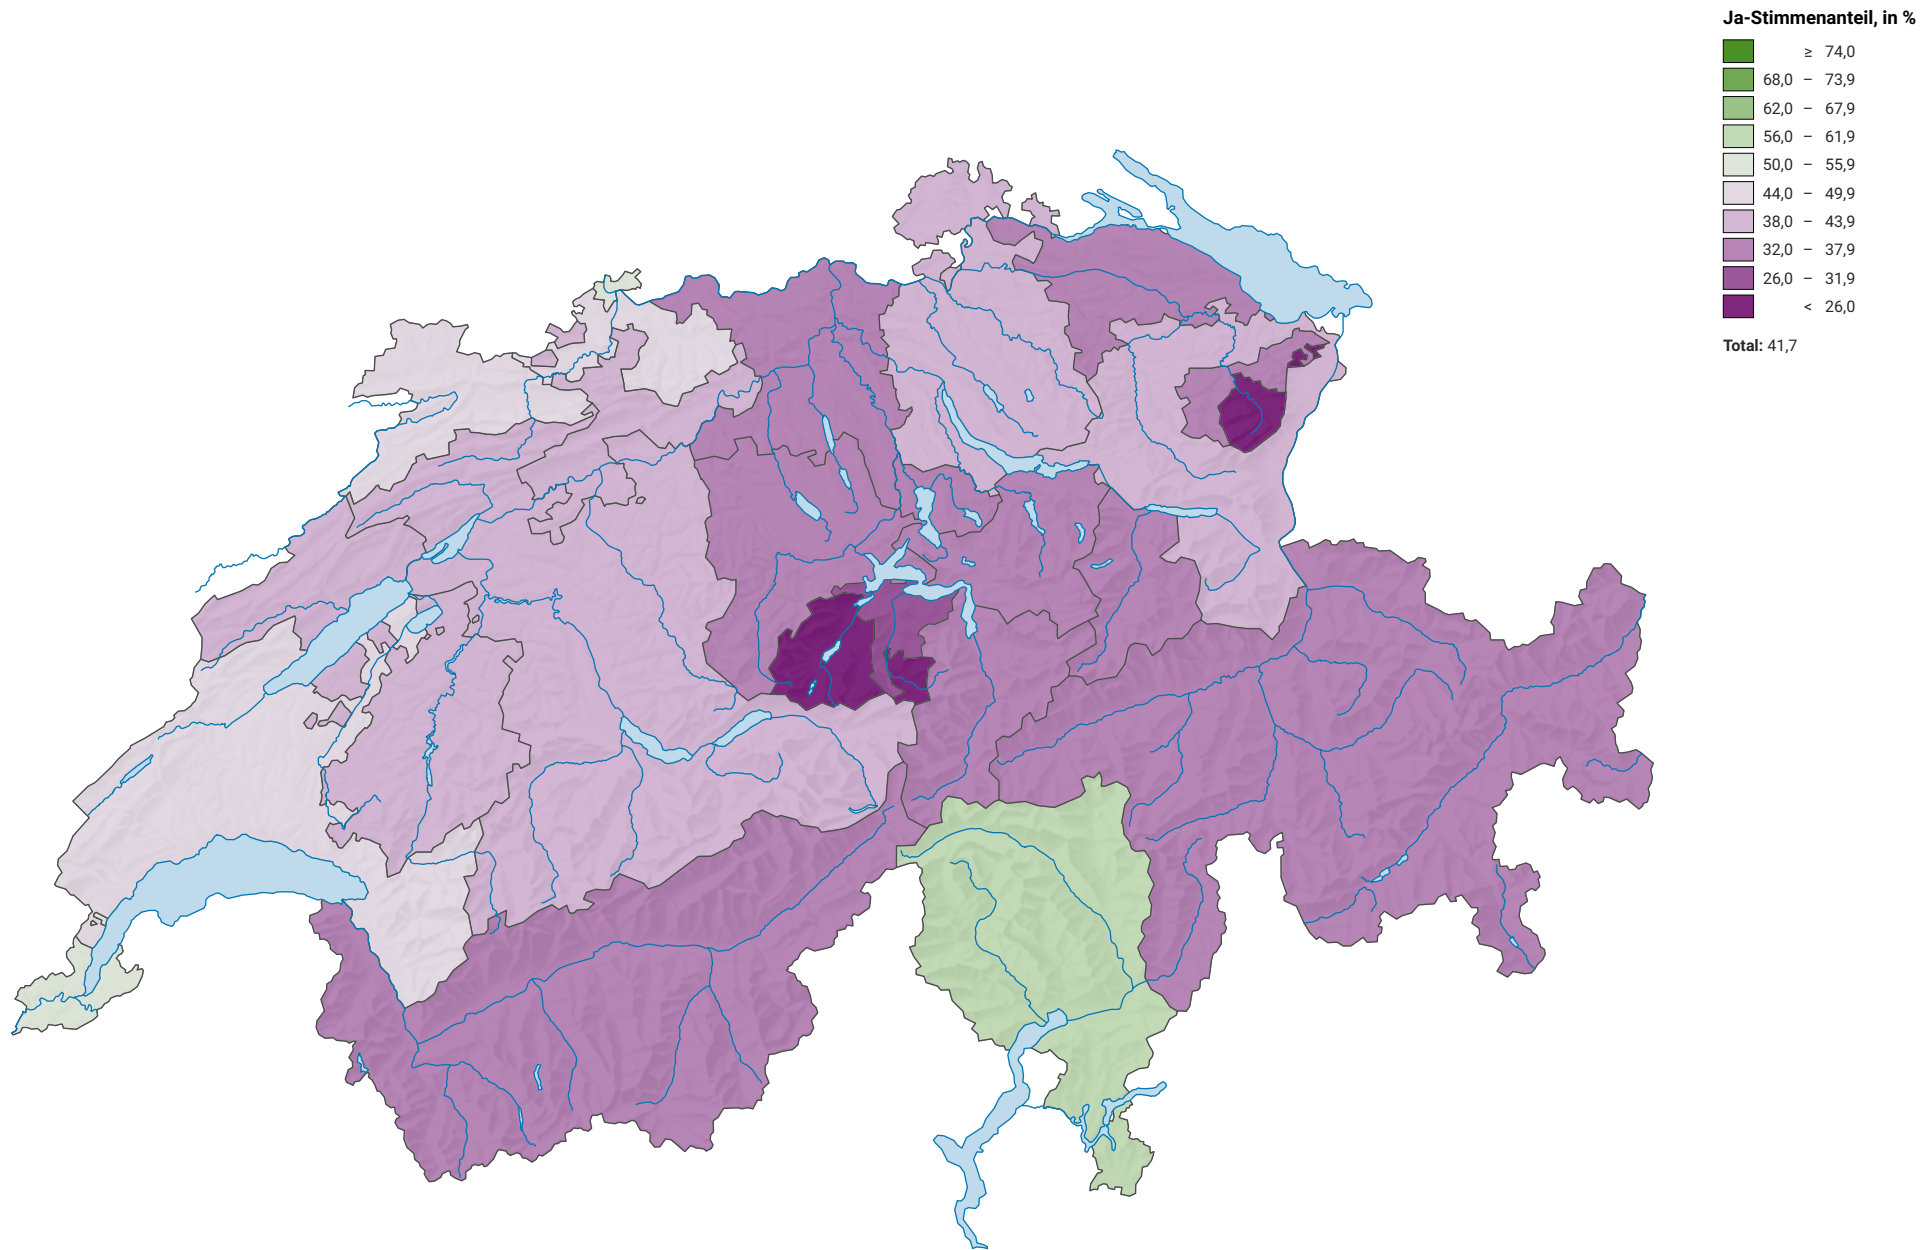 Ja-Stimmenanteil, in %
≥ 74,0
68,0 – 73,9
62,0 – 67,9
56,0 – 61,9
50,0 – 55,9
44,0 – 49,9
38,0 – 43,9
32,0 – 37,9
26,0 – 31,9
< 26,0
Total: 41,7